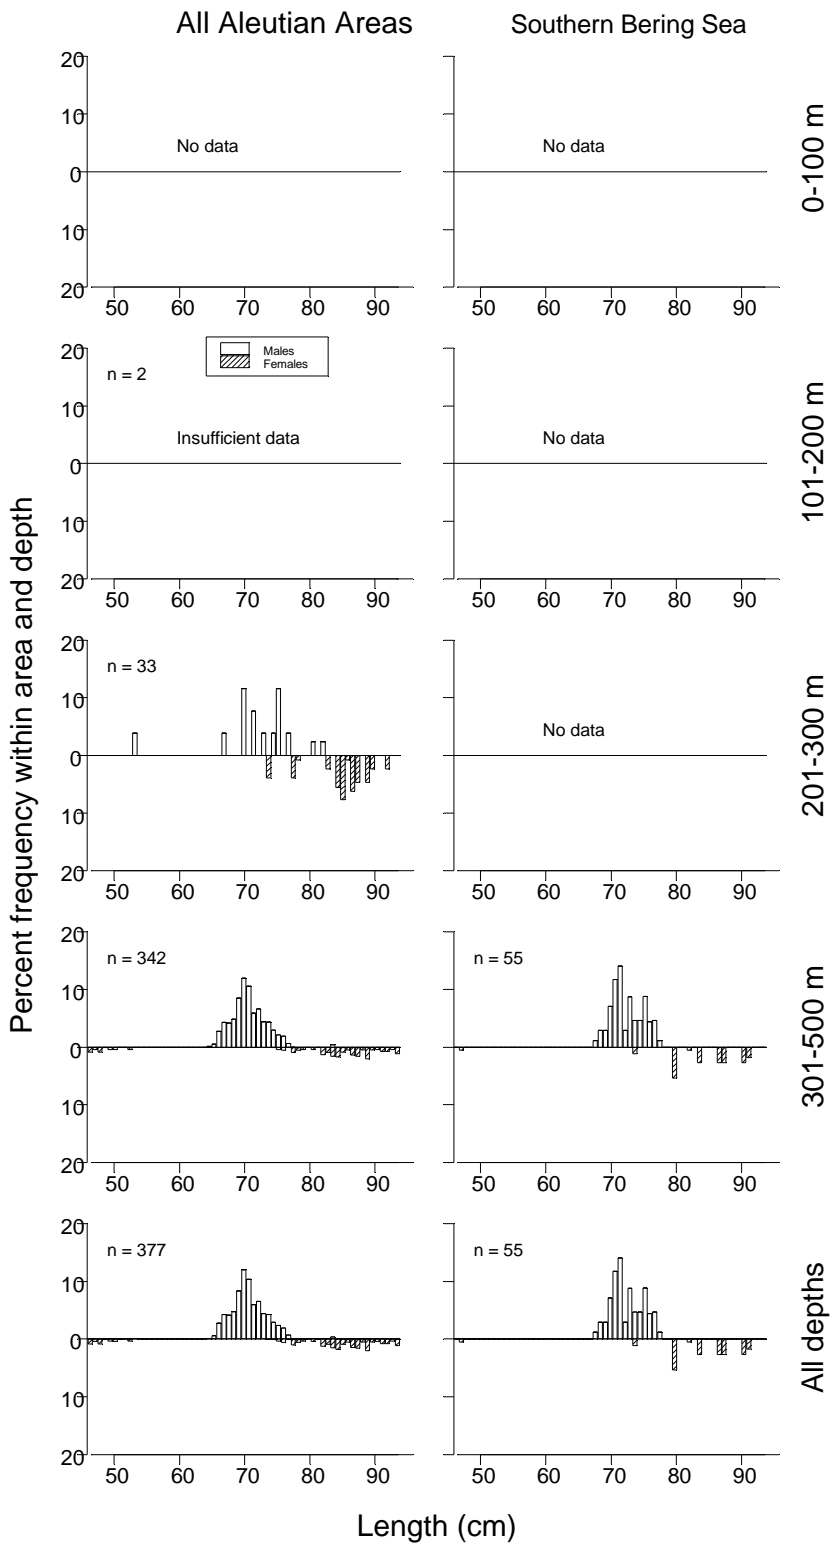 All Aleutian Areas Southern Bering Sea
20
10
0
10
20
No data
No data
50 60 70 80 90 50 60 70 80 90
0-100 m
20
10
0
10
20
n = 2
Males
Females
Insufficient data
No data
50 60 70 80 90 50 60 70 80 90
101-200 m
20
10
0
10
20
n = 33
No data
50 60 70 80 90 50 60 70 80 90
201-300 m
20
10
0
10
20
n = 342
n = 55
50 60 70 80 90 50 60 70 80 90
301-500 m
20
10
0
10
20
n = 377
n = 55
50 60 70 80 90 50 60 70 80 90
All depths
Percent frequency within area and depth
Length (cm)